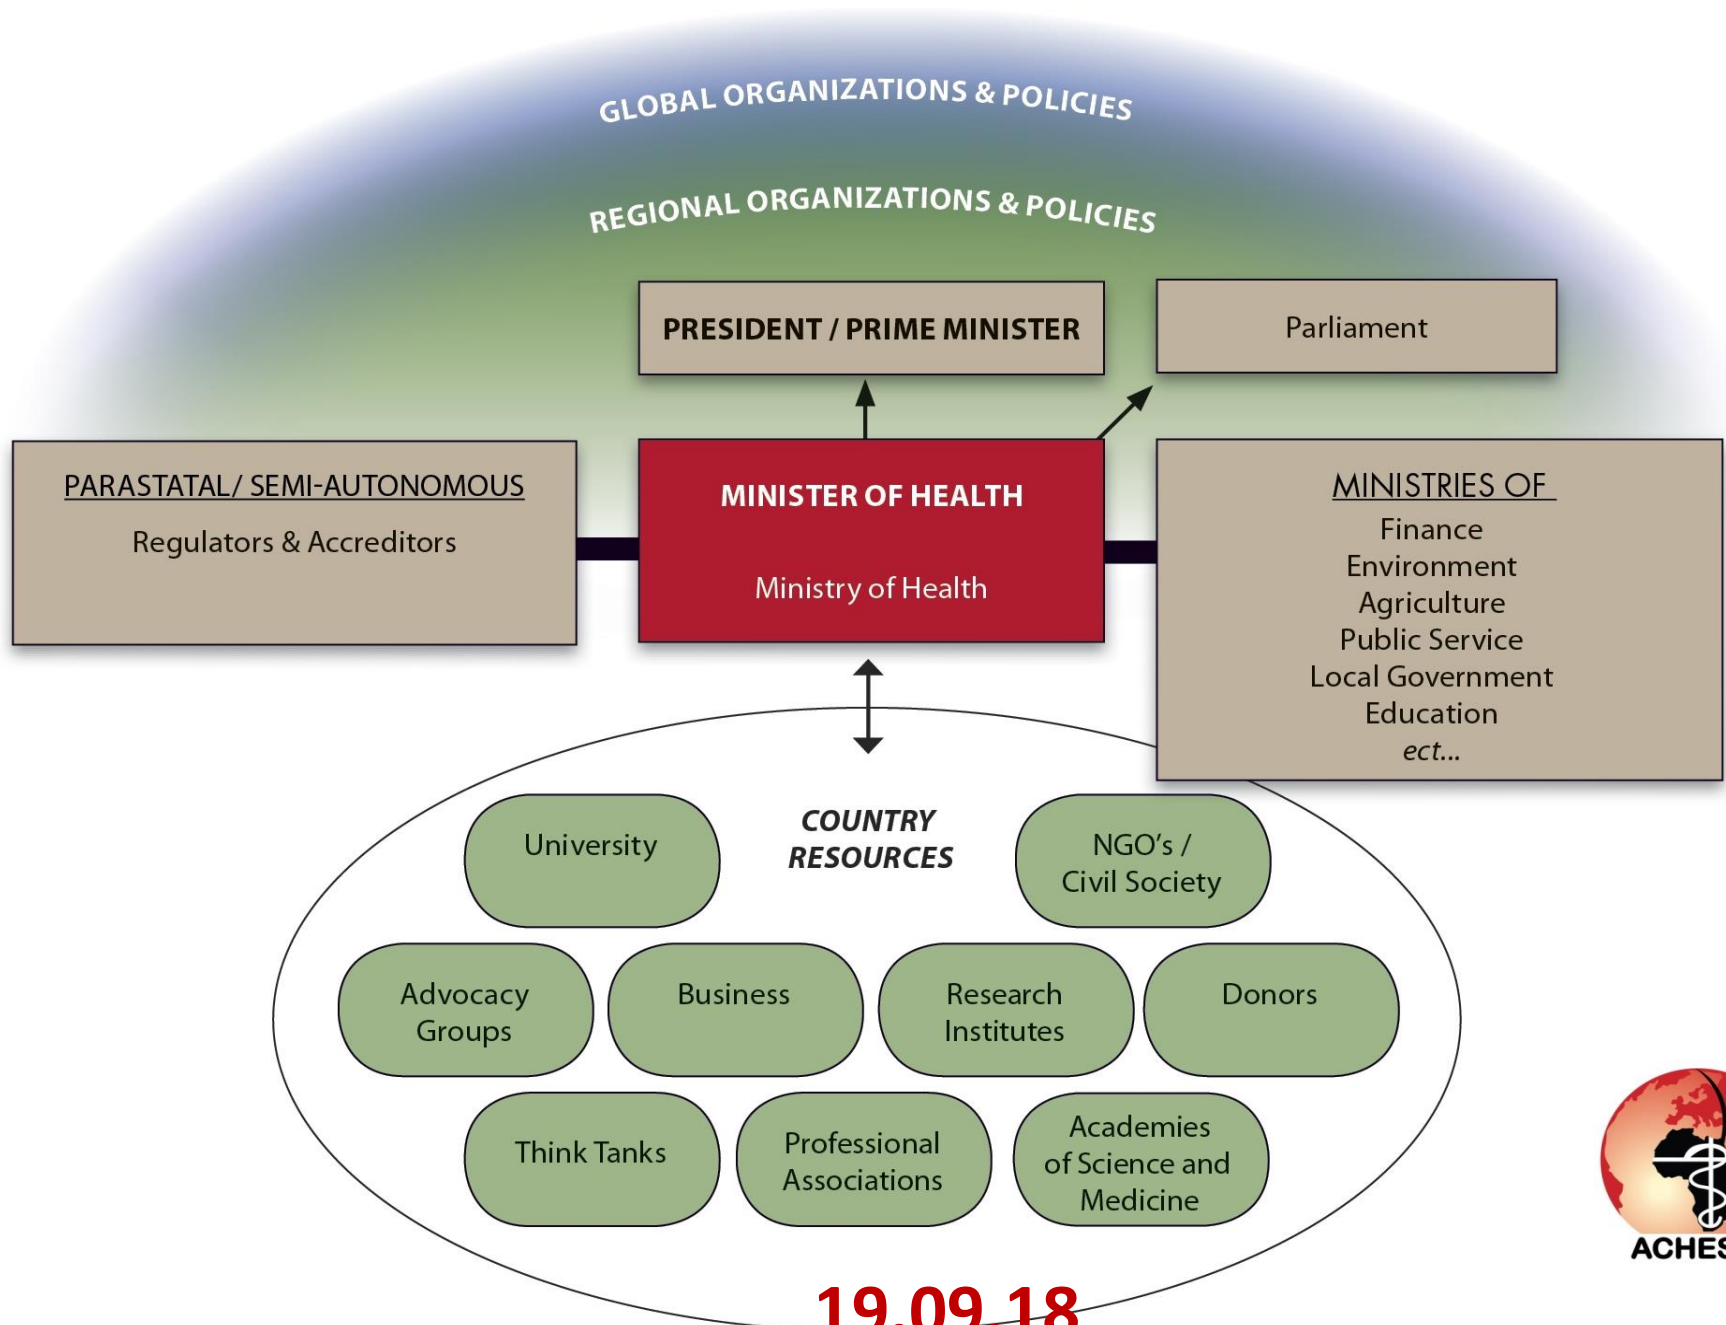 GLOBAL ORGANIZATIONS & POLICIES
REGIONAL ORGANIZATIONS & POLICIES
PRESIDENT / PRIME MINISTER
Parliament
PARASTATAL/ SEMI-AUTONOMOUS
Regulators & Accreditors
MINISTER OF HEALTH
Ministry of Health
MINISTRIES OF
Finance
Environment
Agriculture
Public Service
Local Government
Education
ect...
COUNTRY
RESOURCES
University
NGO's /
Civil Society
Advocacy
Groups
Business
Research
Institutes
Donors
Think Tanks
Professional
Associations
Academies
of Science and
Medicine
19.09.18